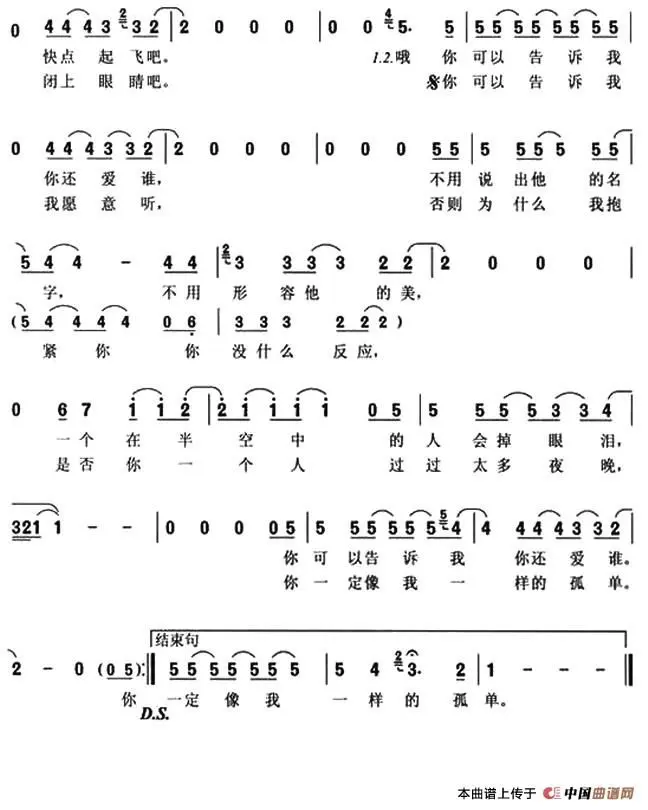 0 4 4 4 3 2 3 2 2 0 0 0 0 0 4 5. 5 5 5 5 5 5 5
快点 起 飞吧。 1.2.哦 你 可以 告 诉 我
闭上 眼 睛吧。 你 可以 告 诉 我
0 4 4 4 3 3 2 2 0 0 0 0 0 0 5 5 5 5 5 5 5
你还 爱 谁, 不用 说 出他 的名
我愿 意 听, 否则 为 什么 我抱
5 4 4 - 4 4 2 3 3 3 3 2 2 2 0 0 0
字, 不用 形 容他 的美,
( 5 4 4 4 4 0 6 3 3 3 2 2 2 )
紧 你 你 没什么 反应,
0 6 7 1 1 2 2 1 1 1 1 0 5 5 5 5 5 3 3 4
一个 在 半 空 中 的 人 会掉 眼 泪,
是否 你 一 个 人 过 过 太多 夜 晚,
3 2 1 1 - - 0 0 0 0 5 5 5 5 5 5 5 4 4 4 4 3 3 2
你 可 以告 诉 我 你还 爱 谁。
你 一 定像 我 一 样的 孤 单。
结束句
2 - 0 ( 0 5 ) 5 5 5 5 5 5 5 4 2 3. 2 1 - - -
你 一定 像 我 一 样 的 孤 单。
D.S.
本曲谱上传于 中国曲谱网